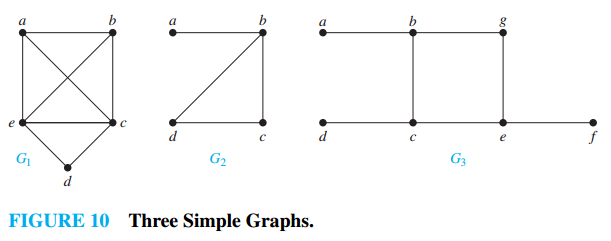 a b a b a b g
e c d c d c e f
G1 G2 G3
d
FIGURE 10 Three Simple Graphs.